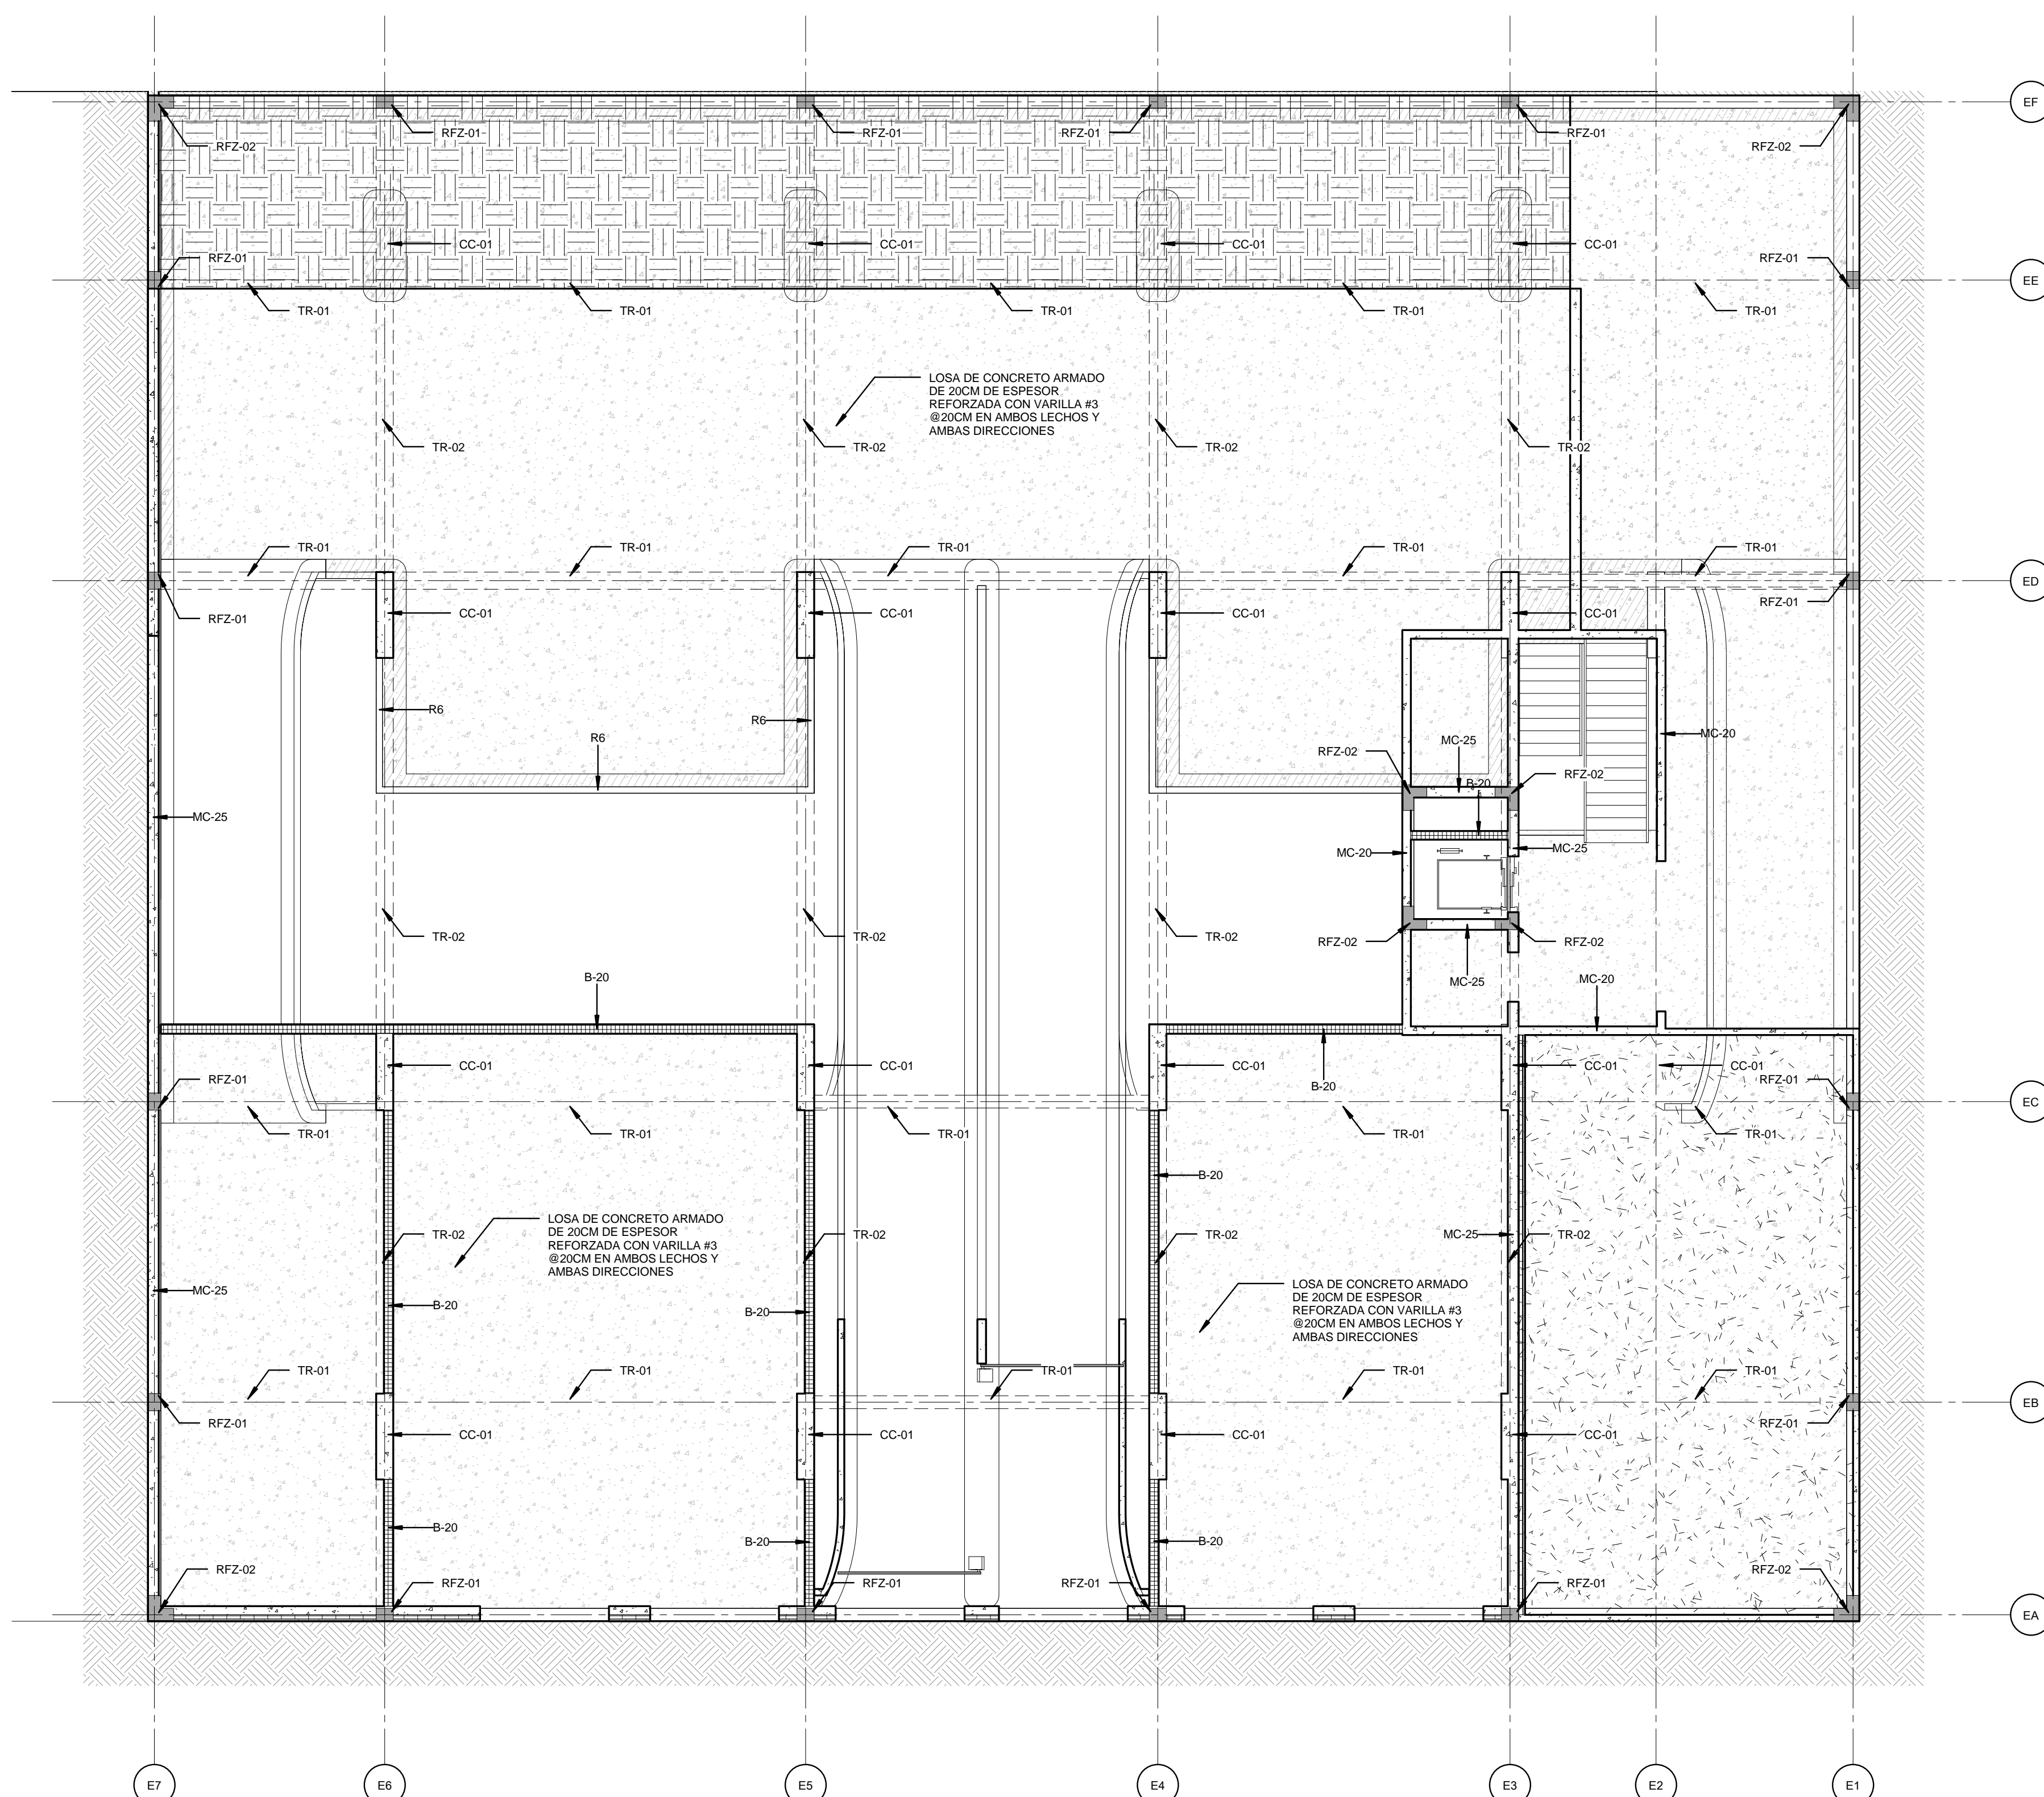 EF
RFZ-01
RFZ-01
RFZ-01
RFZ-01
RFZ-02
RFZ-02
CC-01
CC-01
CC-01
CC-01
RFZ-01
RFZ-01
EE
TR-01
TR-01
TR-01
TR-01
TR-01
LOSA DE CONCRETO ARMADO
DE 20CM DE ESPESOR
REFORZADA CON VARILLA #3
@20CM EN AMBOS LECHOS Y
AMBAS DIRECCIONES
TR-02
TR-02
TR-02
TR-02
TR-01
TR-01
TR-01
TR-01
TR-01
ED
RFZ-01
CC-01
CC-01
CC-01
CC-01
RFZ-01
R6
R6
R6
MC-20
MC-25
RFZ-02
RFZ-02
B-20
MC-25
MC-20
MC-25
TR-02
TR-02
TR-02
RFZ-02
RFZ-02
B-20
MC-25
MC-20
CC-01
CC-01
CC-01
CC-01
CC-01
RFZ-01
B-20
RFZ-01
EC
TR-01
TR-01
TR-01
TR-01
TR-01
B-20
LOSA DE CONCRETO ARMADO
DE 20CM DE ESPESOR
REFORZADA CON VARILLA #3
@20CM EN AMBOS LECHOS Y
AMBAS DIRECCIONES
TR-02
TR-02
TR-02
MC-25
TR-02
LOSA DE CONCRETO ARMADO
DE 20CM DE ESPESOR
REFORZADA CON VARILLA #3
@20CM EN AMBOS LECHOS Y
AMBAS DIRECCIONES
MC-25
B-20
B-20
TR-01
TR-01
TR-01
TR-01
TR-01
EB
RFZ-01
RFZ-01
CC-01
CC-01
CC-01
CC-01
B-20
B-20
B-20
RFZ-02
RFZ-01
RFZ-01
RFZ-01
RFZ-01
RFZ-02
EA
E7
E6
E5
E4
E3
E2
E1